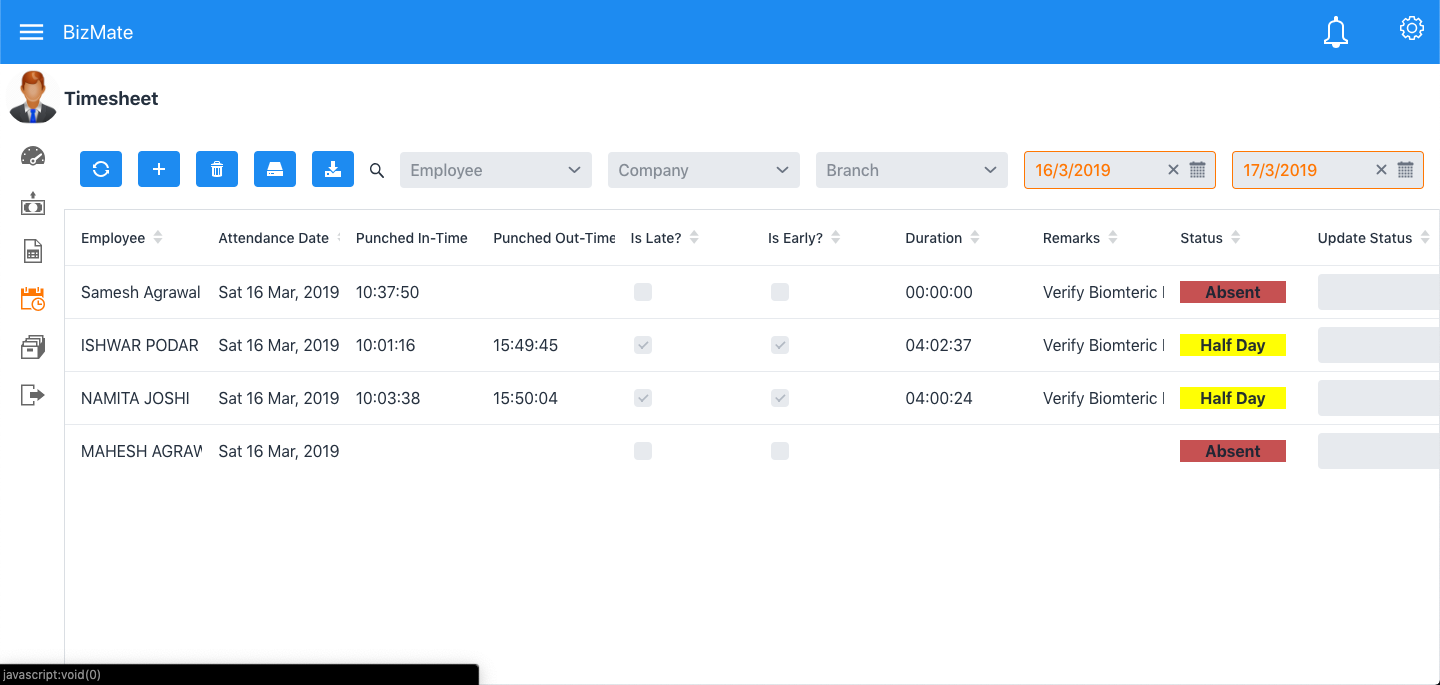 BizMate
Timesheet
Employee Company Branch 16/3/2019 17/3/2019
Employee Attendance Date Punched In-Time Punched Out-Time Is Late? Is Early? Duration Remarks Status Update Status
Samesh Agrawal Sat 16 Mar, 2019 10:37:50 00:00:00 Verify Biomteric Absent
ISHWAR PODAR Sat 16 Mar, 2019 10:01:16 15:49:45 04:02:37 Verify Biomteric Half Day
NAMITA JOSHI Sat 16 Mar, 2019 10:03:38 15:50:04 04:00:24 Verify Biomteric Half Day
MAHESH AGRAW Sat 16 Mar, 2019 Absent
javascript:void(0)